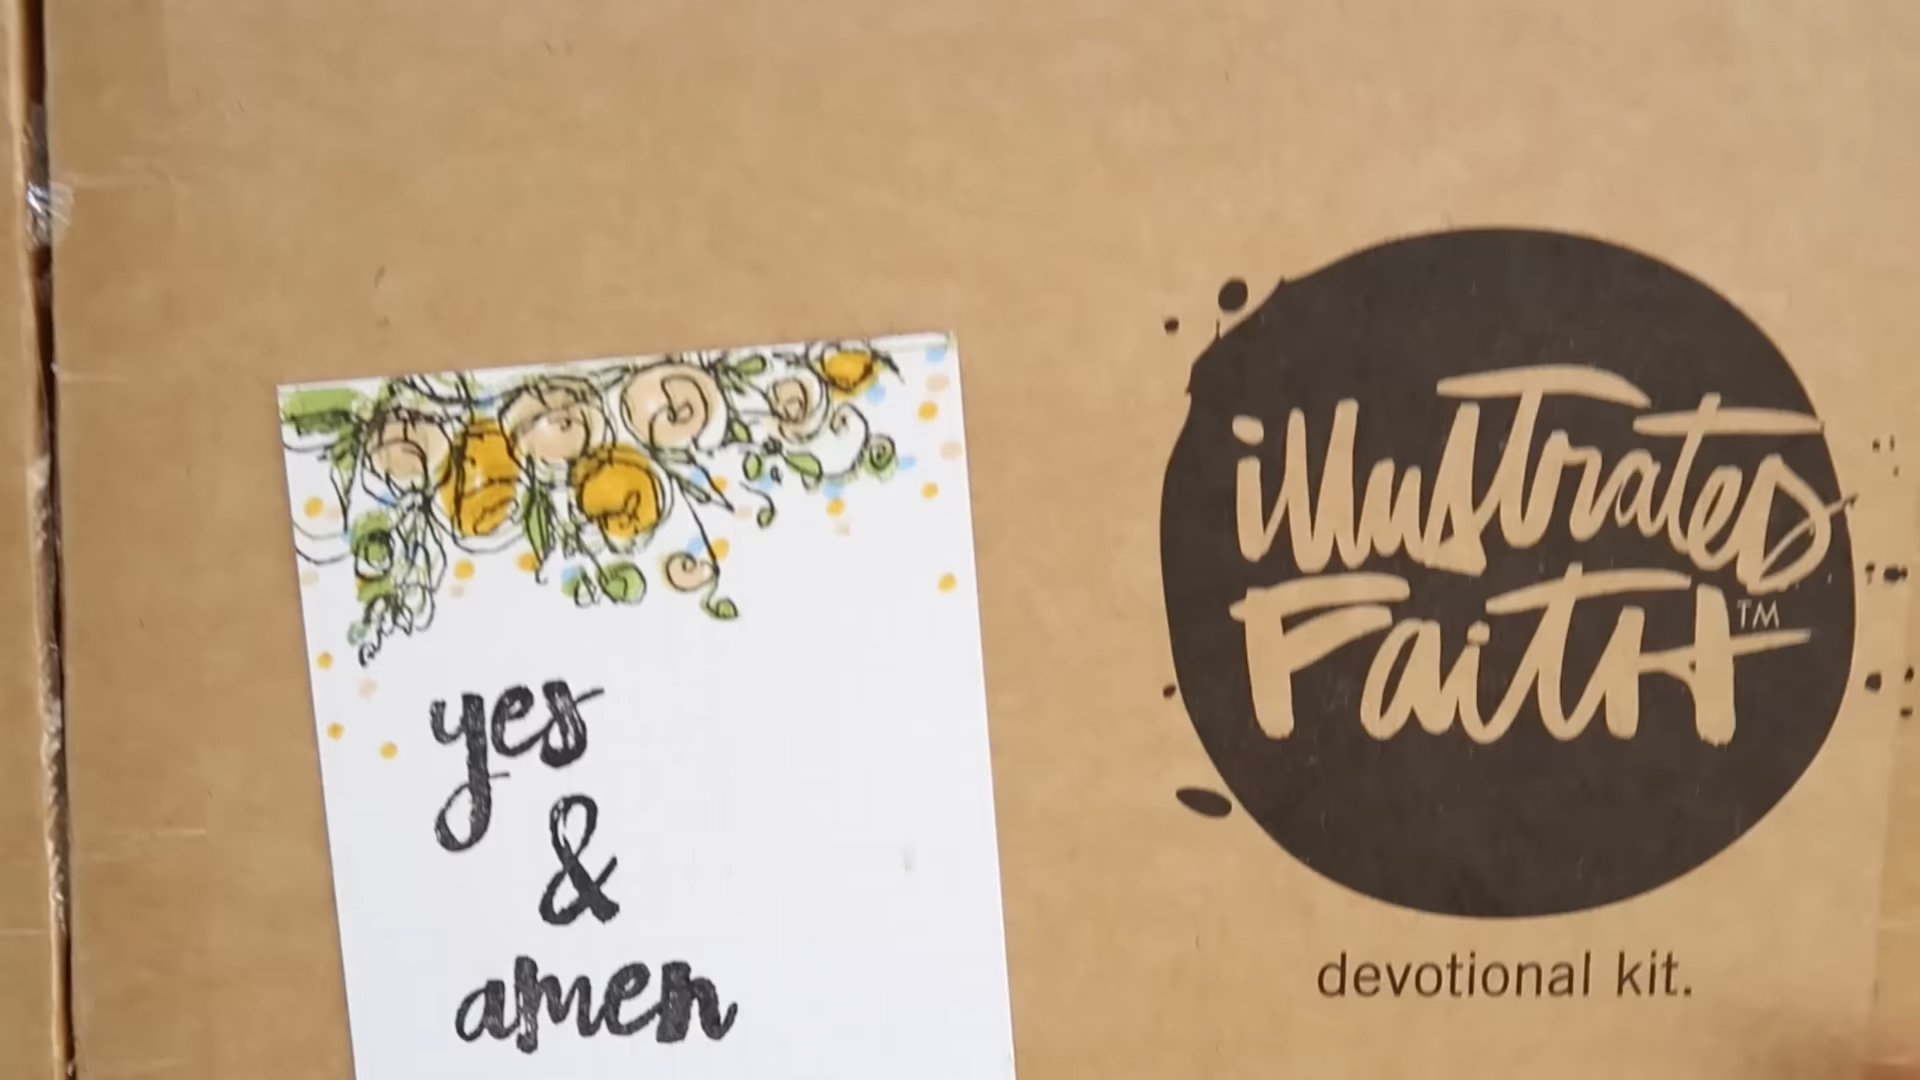 yes
&
amen
illustrated
Faith™
devotional kit.